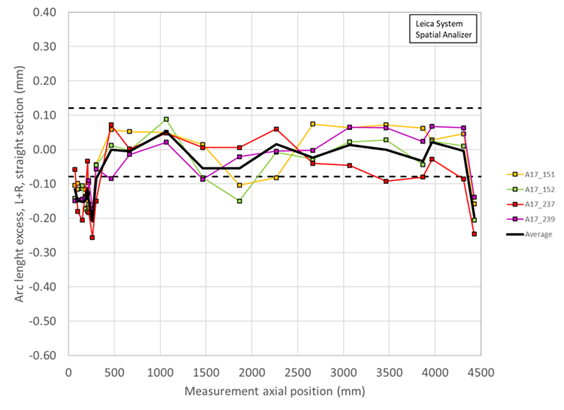 Leica System
Spatial Analizer
0.40
0.30
0.20
0.10
0.00
-0.10
-0.20
-0.30
-0.40
-0.50
-0.60
Arc lenght excess, L+R, straight section (mm)
0 500 1000 1500 2000 2500 3000 3500 4000 4500
Measurement axial position (mm)
A17_151
A17_152
A17_237
A17_239
Average